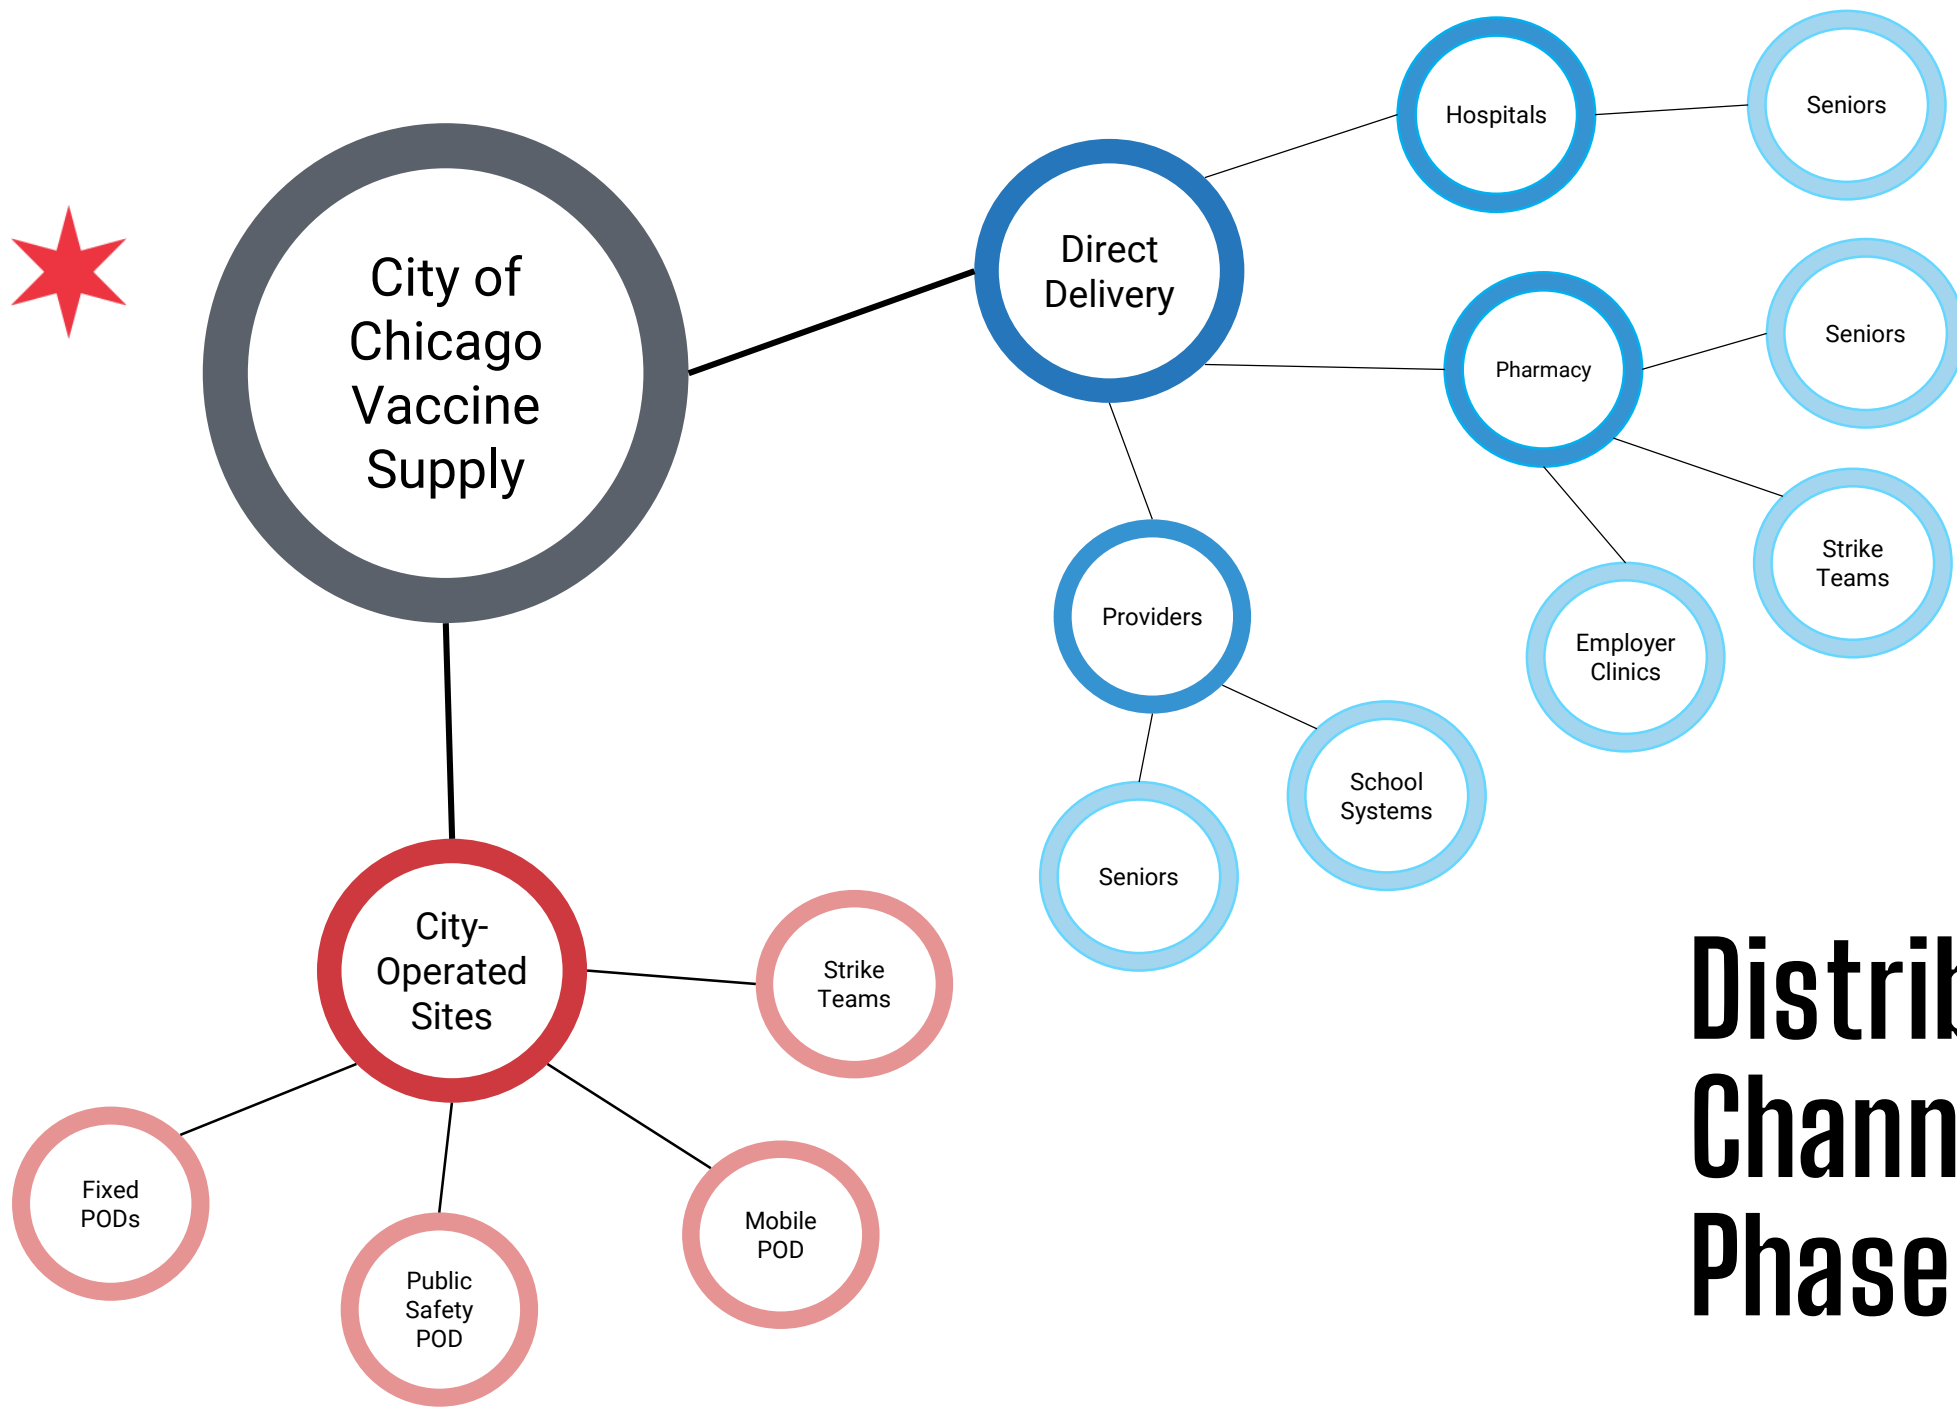 City of
Chicago
Vaccine
Supply
Direct
Delivery
Hospitals
Seniors
Pharmacy
Seniors
Strike
Teams
Employer
Clinics
Providers
School
Systems
Seniors
City-
Operated
Sites
Strike
Teams
Fixed
PODs
Public
Safety
POD
Mobile
POD
Phase